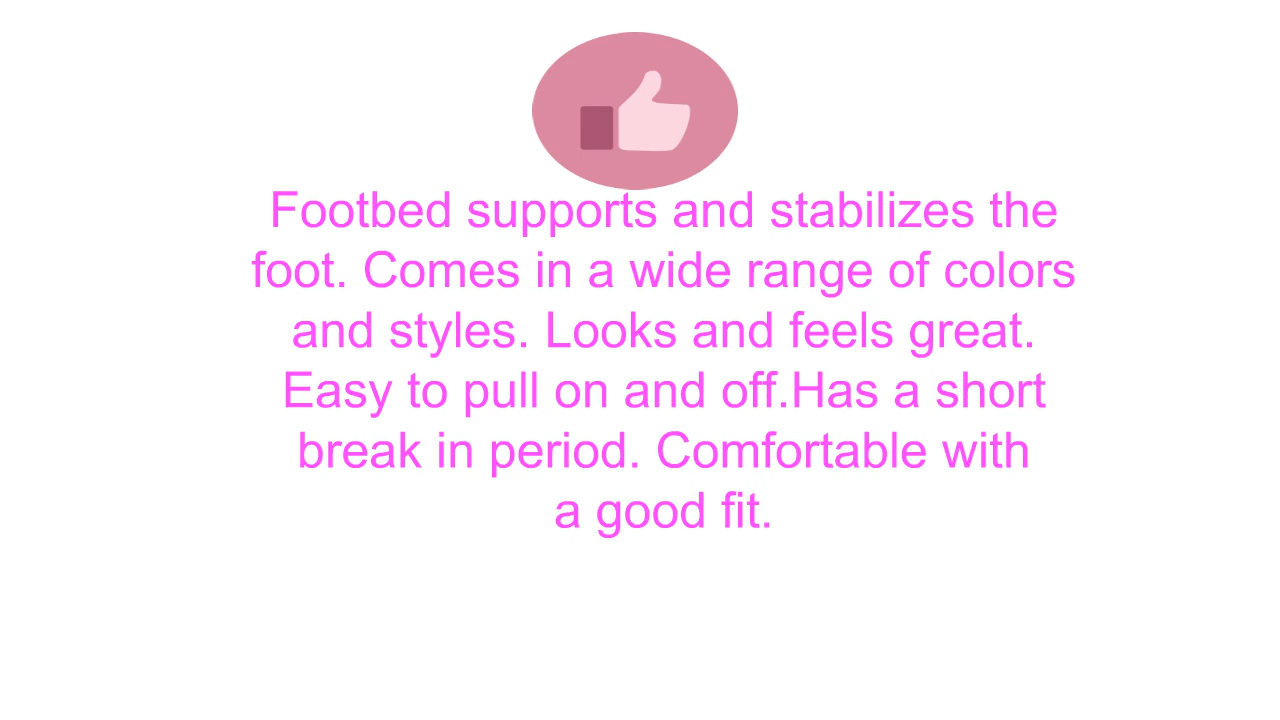 Footbed supports and stabilizes the
foot. Comes in a wide range of colors
and styles. Looks and feels great.
Easy to pull on and off.Has a short
break in period. Comfortable with
a good fit.